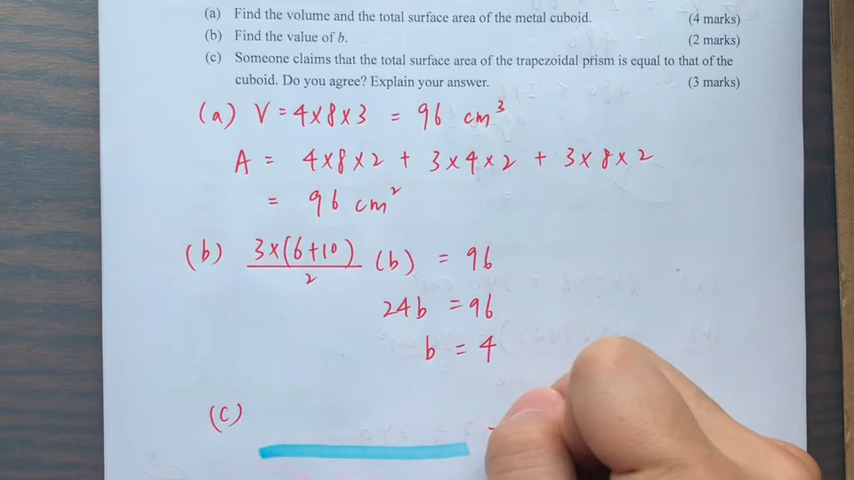 (a) Find the volume and the total surface area of the metal cuboid. (4 marks)
(b) Find the value of b. (2 marks)
(c) Someone claims that the total surface area of the trapezoidal prism is equal to that of the
cuboid. Do you agree? Explain your answer. (3 marks)
(a) V = 4×8×3 = 96 cm³
A = 4×8×2 + 3×4×2 + 3×8×2
= 96 cm²
(b) 3×(6+10)/2 (b) = 96
24b = 96
b = 4
(c)